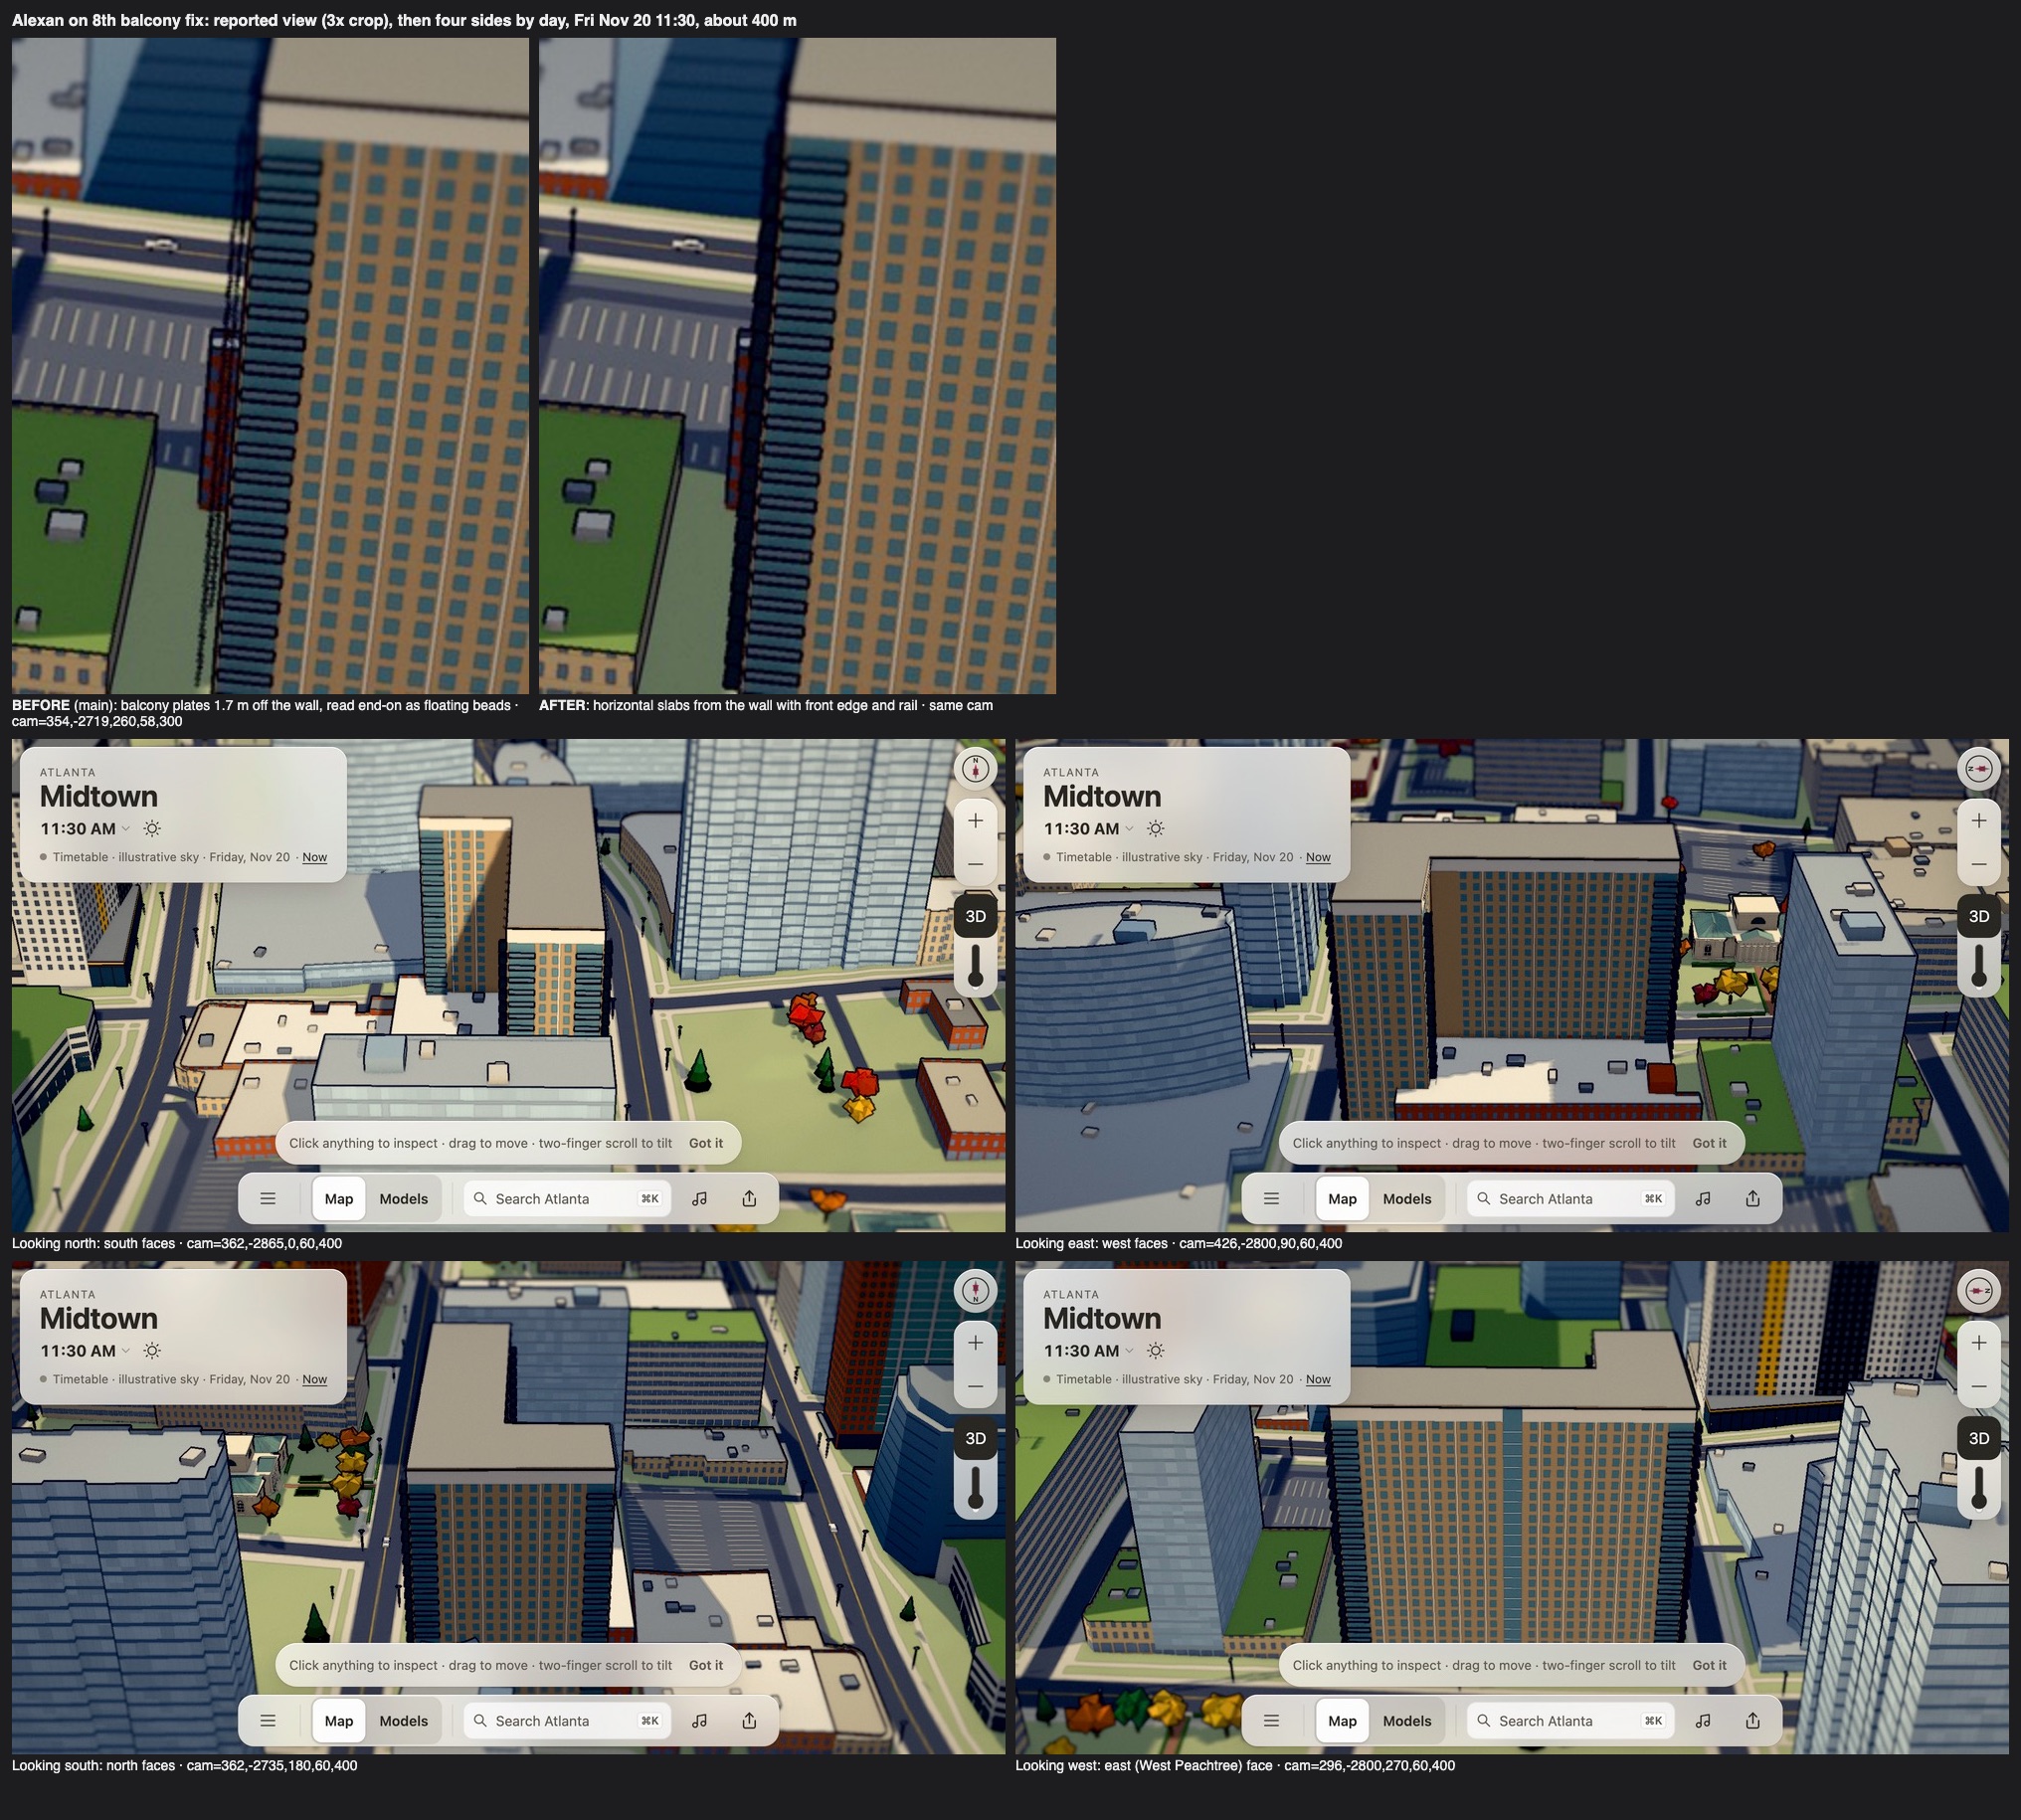 Alexan on 8th balcony fix: reported view (3x crop), then four sides by day, Fri Nov 20 11:30, about 400 m
BEFORE (main): balcony plates 1.7 m off the wall, read end-on as floating beads ·
cam=354,-2719,260,58,300
AFTER: horizontal slabs from the wall with front edge and rail · same cam
ATLANTA
Midtown
11:30 AM
Timetable · illustrative sky · Friday, Nov 20 · Now
N
3D
Click anything to inspect · drag to move · two-finger scroll to tilt Got it
Map Models Search Atlanta ⌘K
Looking north: south faces · cam=362,-2865,0,60,400
ATLANTA
Midtown
11:30 AM
Timetable · illustrative sky · Friday, Nov 20 · Now
N
3D
Click anything to inspect · drag to move · two-finger scroll to tilt Got it
Map Models Search Atlanta ⌘K
Looking east: west faces · cam=426,-2800,90,60,400
ATLANTA
Midtown
11:30 AM
Timetable · illustrative sky · Friday, Nov 20 · Now
N
3D
Click anything to inspect · drag to move · two-finger scroll to tilt Got it
Map Models Search Atlanta ⌘K
Looking south: north faces · cam=362,-2735,180,60,400
ATLANTA
Midtown
11:30 AM
Timetable · illustrative sky · Friday, Nov 20 · Now
N
3D
Click anything to inspect · drag to move · two-finger scroll to tilt Got it
Map Models Search Atlanta ⌘K
Looking west: east (West Peachtree) face · cam=296,-2800,270,60,400